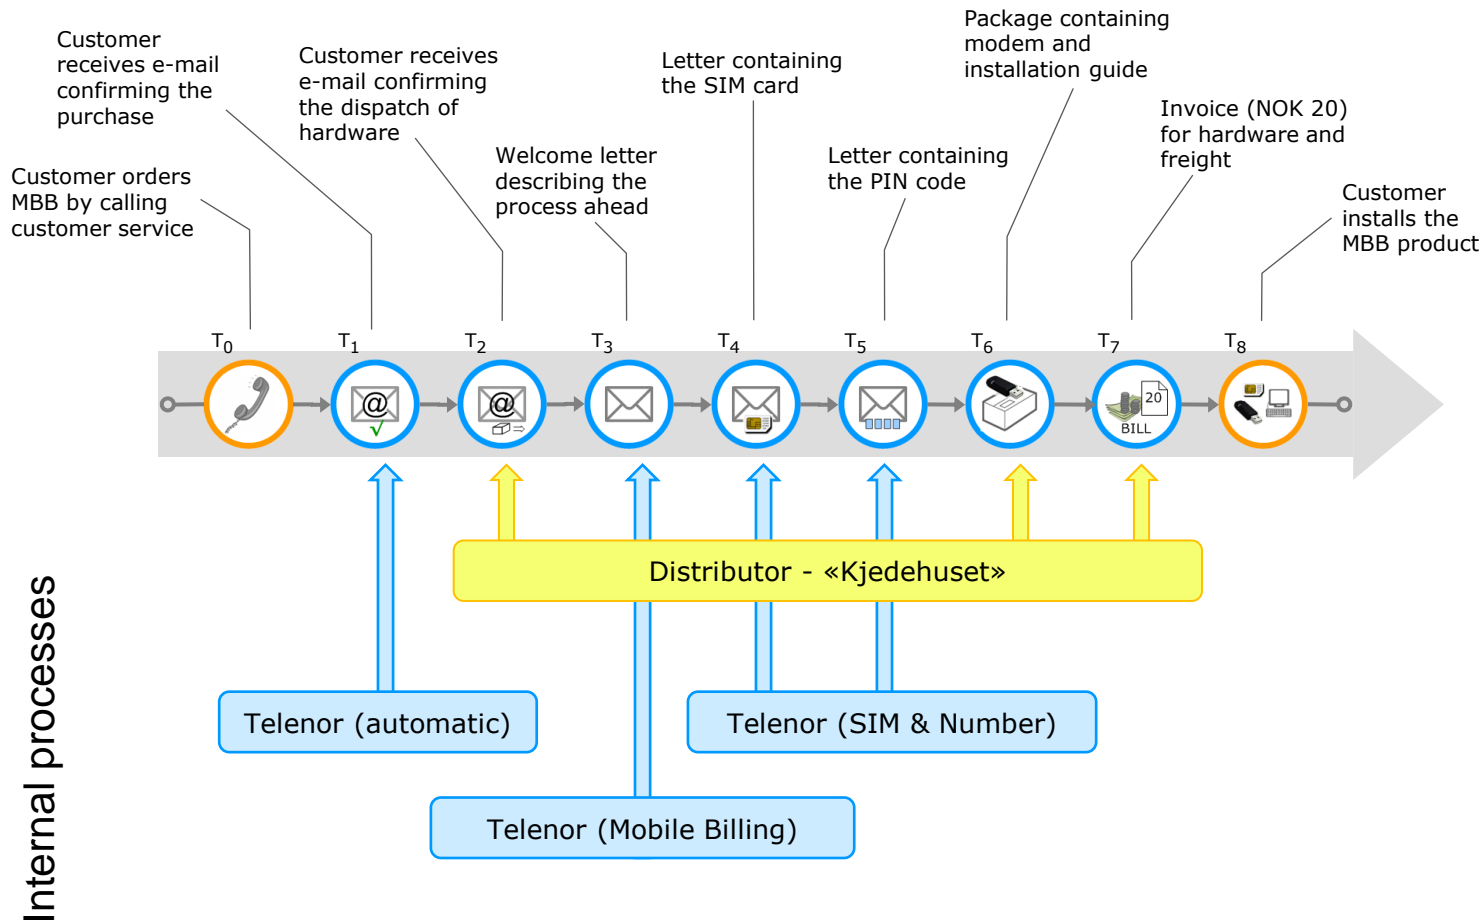 Customer
receives e-mail
confirming the
purchase
Customer receives
e-mail confirming
the dispatch of
hardware
Letter containing
the SIM card
Package containing
modem and
installation guide
Customer orders
MBB by calling
customer service
Welcome letter
describing the
process ahead
Letter containing
the PIN code
Invoice (NOK 20)
for hardware and
freight
Customer
installs the
MBB product
T0
T1
T2
T3
T4
T5
T6
T7
T8
@
√
@
20
BILL
Distributor - «Kjedehuset»
Telenor (automatic)
Telenor (SIM & Number)
Telenor (Mobile Billing)
Internal processes